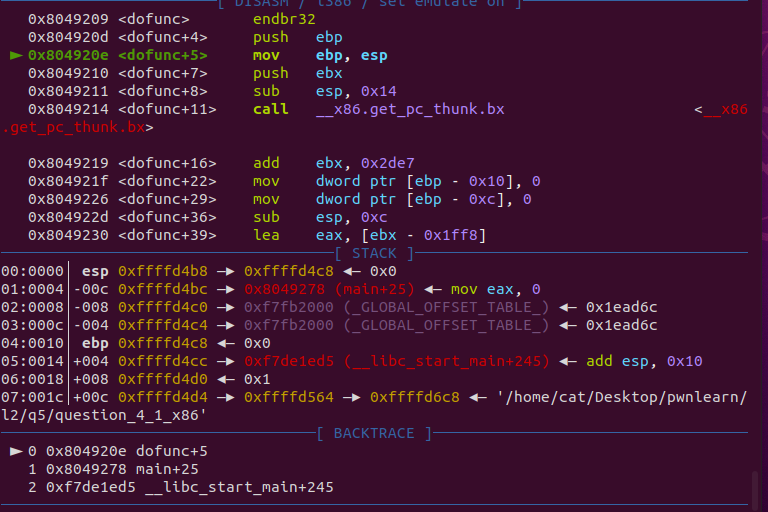 [ DISASM / i386 / set emulate on ]
0x8049209 <dofunc> endbr32
0x804920d <dofunc+4> push ebp
► 0x804920e <dofunc+5> mov ebp, esp
0x8049210 <dofunc+7> push ebx
0x8049211 <dofunc+8> sub esp, 0x14
0x8049214 <dofunc+11> call __x86.get_pc_thunk.bx <__x86
.get_pc_thunk.bx>
0x8049219 <dofunc+16> add ebx, 0x2de7
0x804921f <dofunc+22> mov dword ptr [ebp - 0x10], 0
0x8049226 <dofunc+29> mov dword ptr [ebp - 0xc], 0
0x804922d <dofunc+36> sub esp, 0xc
0x8049230 <dofunc+39> lea eax, [ebx - 0x1ff8]
[ STACK ]
00:0000│ esp 0xffffd4b8 —▸ 0xffffd4c8 ◂— 0x0
01:0004│-00c 0xffffd4bc —▸ 0x8049278 (main+25) ◂— mov eax, 0
02:0008│-008 0xffffd4c0 —▸ 0xf7fb2000 (_GLOBAL_OFFSET_TABLE_) ◂— 0x1ead6c
03:000c│-004 0xffffd4c4 —▸ 0xf7fb2000 (_GLOBAL_OFFSET_TABLE_) ◂— 0x1ead6c
04:0010│ ebp 0xffffd4c8 ◂— 0x0
05:0014│+004 0xffffd4cc —▸ 0xf7de1ed5 (__libc_start_main+245) ◂— add esp, 0x10
06:0018│+008 0xffffd4d0 ◂— 0x1
07:001c│+00c 0xffffd4d4 —▸ 0xffffd564 —▸ 0xffffd6c8 ◂— '/home/cat/Desktop/pwnlearn/
l2/q5/question_4_1_x86'
[ BACKTRACE ]
► 0 0x804920e dofunc+5
1 0x8049278 main+25
2 0xf7de1ed5 __libc_start_main+245